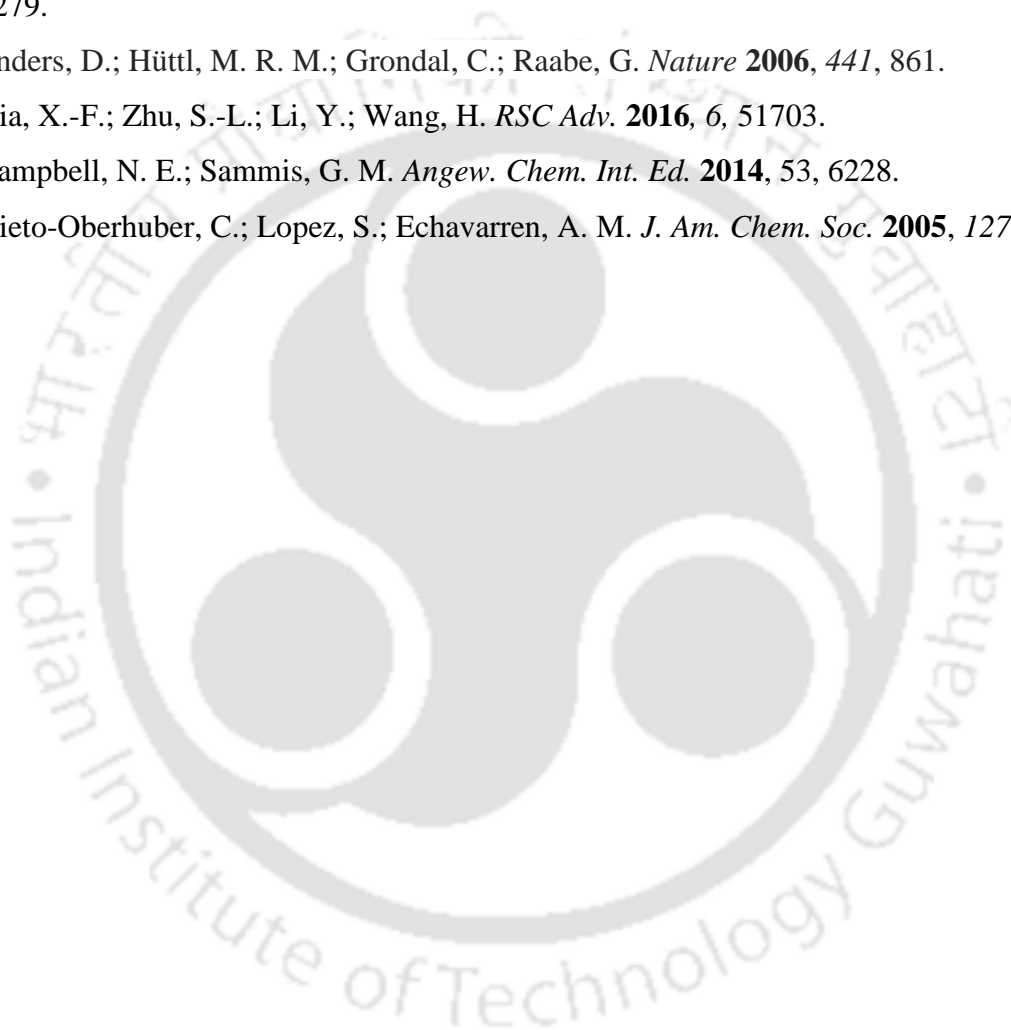 279.
nders, D.; Hüttl, M. R. M.; Grondal, C.; Raabe, G. Nature 2006, 441, 861.
ia, X.-F.; Zhu, S.-L.; Li, Y.; Wang, H. RSC Adv. 2016, 6, 51703.
ampbell, N. E.; Sammis, G. M. Angew. Chem. Int. Ed. 2014, 53, 6228.
ieto-Oberhuber, C.; Lopez, S.; Echavarren, A. M. J. Am. Chem. Soc. 2005, 127
Indian Institute of Technology Guwahati